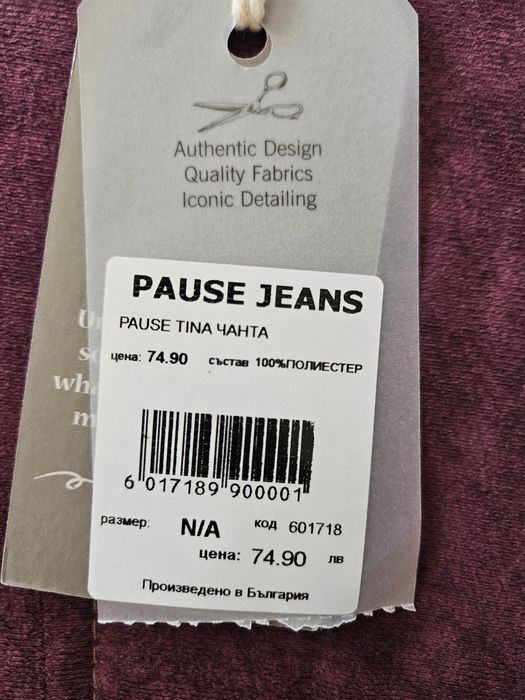 Authentic Design
Quality Fabrics
Iconic Detailing
PAUSE JEANS
PAUSE TINA ЧАНТА
цена: 74.90 състав 100%ПОЛИЕСТЕР
6 017189 900001
размер: N/A код 601718
цена: 74.90 лв
Произведено в България